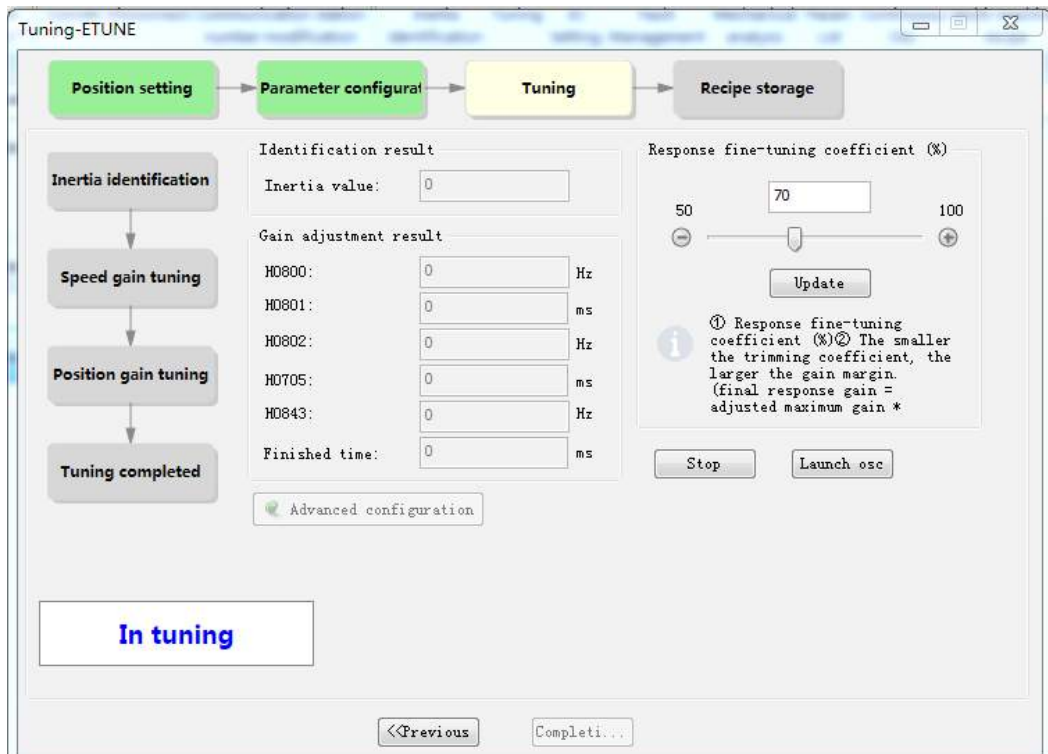 Tuning-ETUNE
Position setting
Parameter configurat
Tuning
Recipe storage
Inertia identification
Speed gain tuning
Position gain tuning
Tuning completed
Identification result
Inertia value: 0
Gain adjustment result
H0800: 0 Hz
H0801: 0 ms
H0802: 0 Hz
H0705: 0 ms
H0843: 0 Hz
Finished time: 0 ms
Advanced configuration
Response fine-tuning coefficient (%)
70
50
100
Update
① Response fine-tuning
coefficient (%)② The smaller
the trimming coefficient, the
larger the gain margin.
(final response gain =
adjusted maximum gain *
Stop
Launch osc
In tuning
<<Previous
Completi...